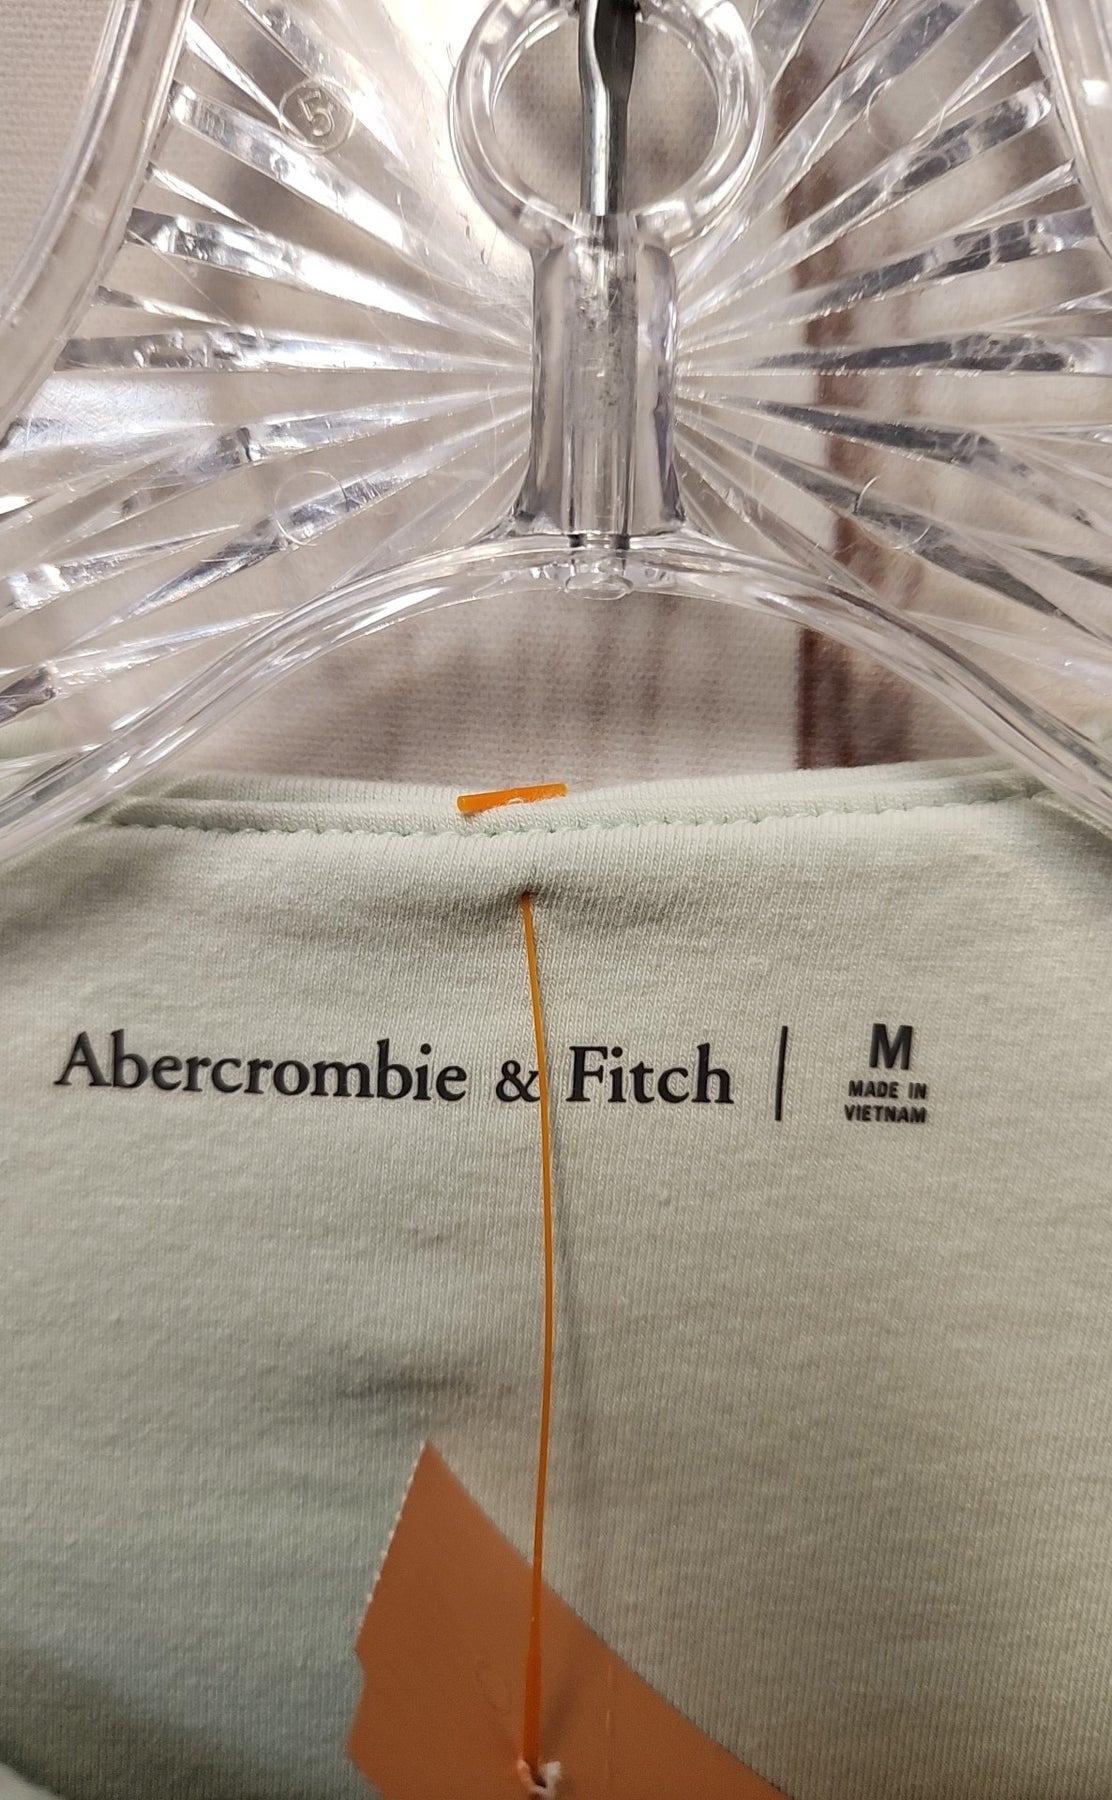 5
Abercrombie & Fitch | M
MADE IN
VIETNAM